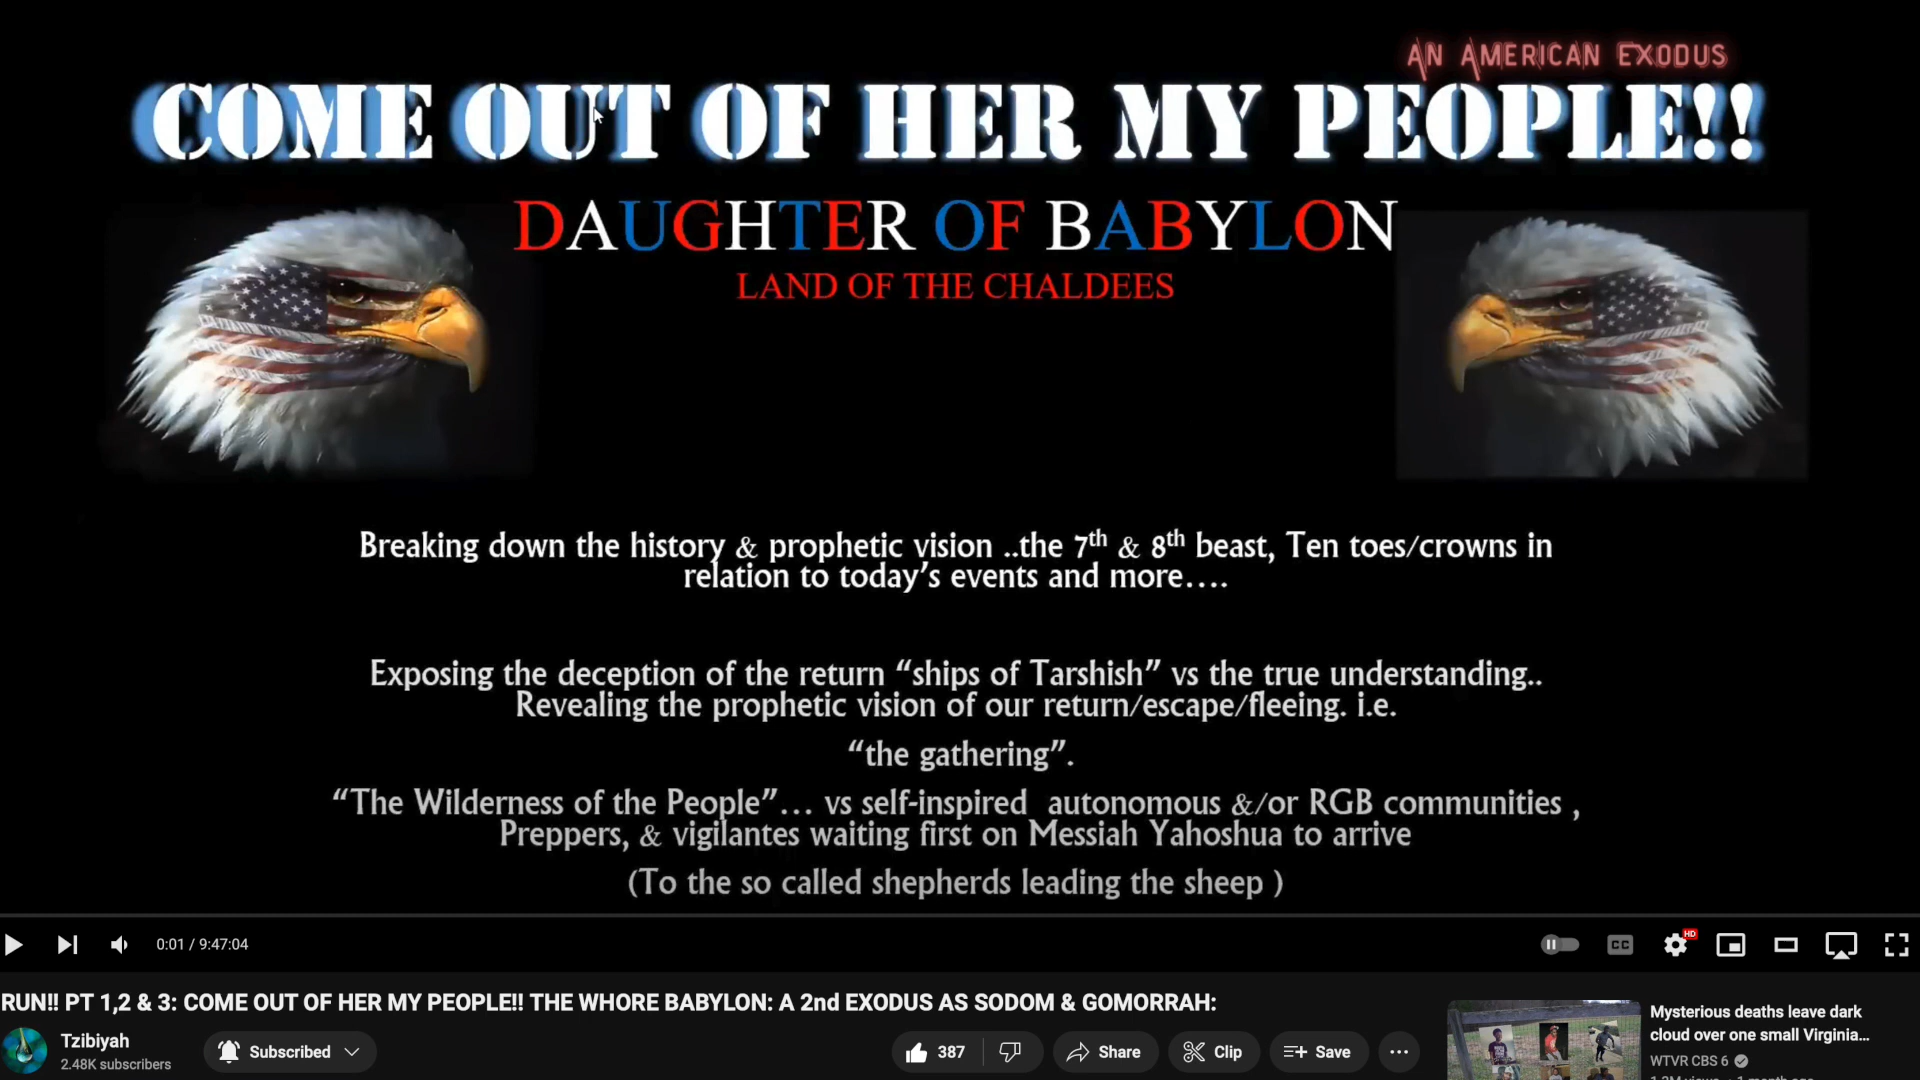 AN AMERICAN EXODUS
COME OUT OF HER MY PEOPLE!!
DAUGHTER OF BABYLON
LAND OF THE CHALDEES
Breaking down the history & prophetic vision ..the 7th & 8th beast, Ten toes/crowns in
relation to today's events and more….
Exposing the deception of the return “ships of Tarshish” vs the true understanding..
Revealing the prophetic vision of our return/escape/fleeing. i.e.
“the gathering”.
“The Wilderness of the People”… vs self-inspired autonomous &/or RGB communities ,
Preppers, & vigilantes waiting first on Messiah Yahoshua to arrive
(To the so called shepherds leading the sheep )
0:01 / 9:47:04
CC
HD
RUN!! PT 1,2 & 3: COME OUT OF HER MY PEOPLE!! THE WHORE BABYLON: A 2nd EXODUS AS SODOM & GOMORRAH:
Tzibiyah
2.48K subscribers
Subscribed
387
Share
Clip
Save
Mysterious deaths leave dark
cloud over one small Virginia...
WTVR CBS 6